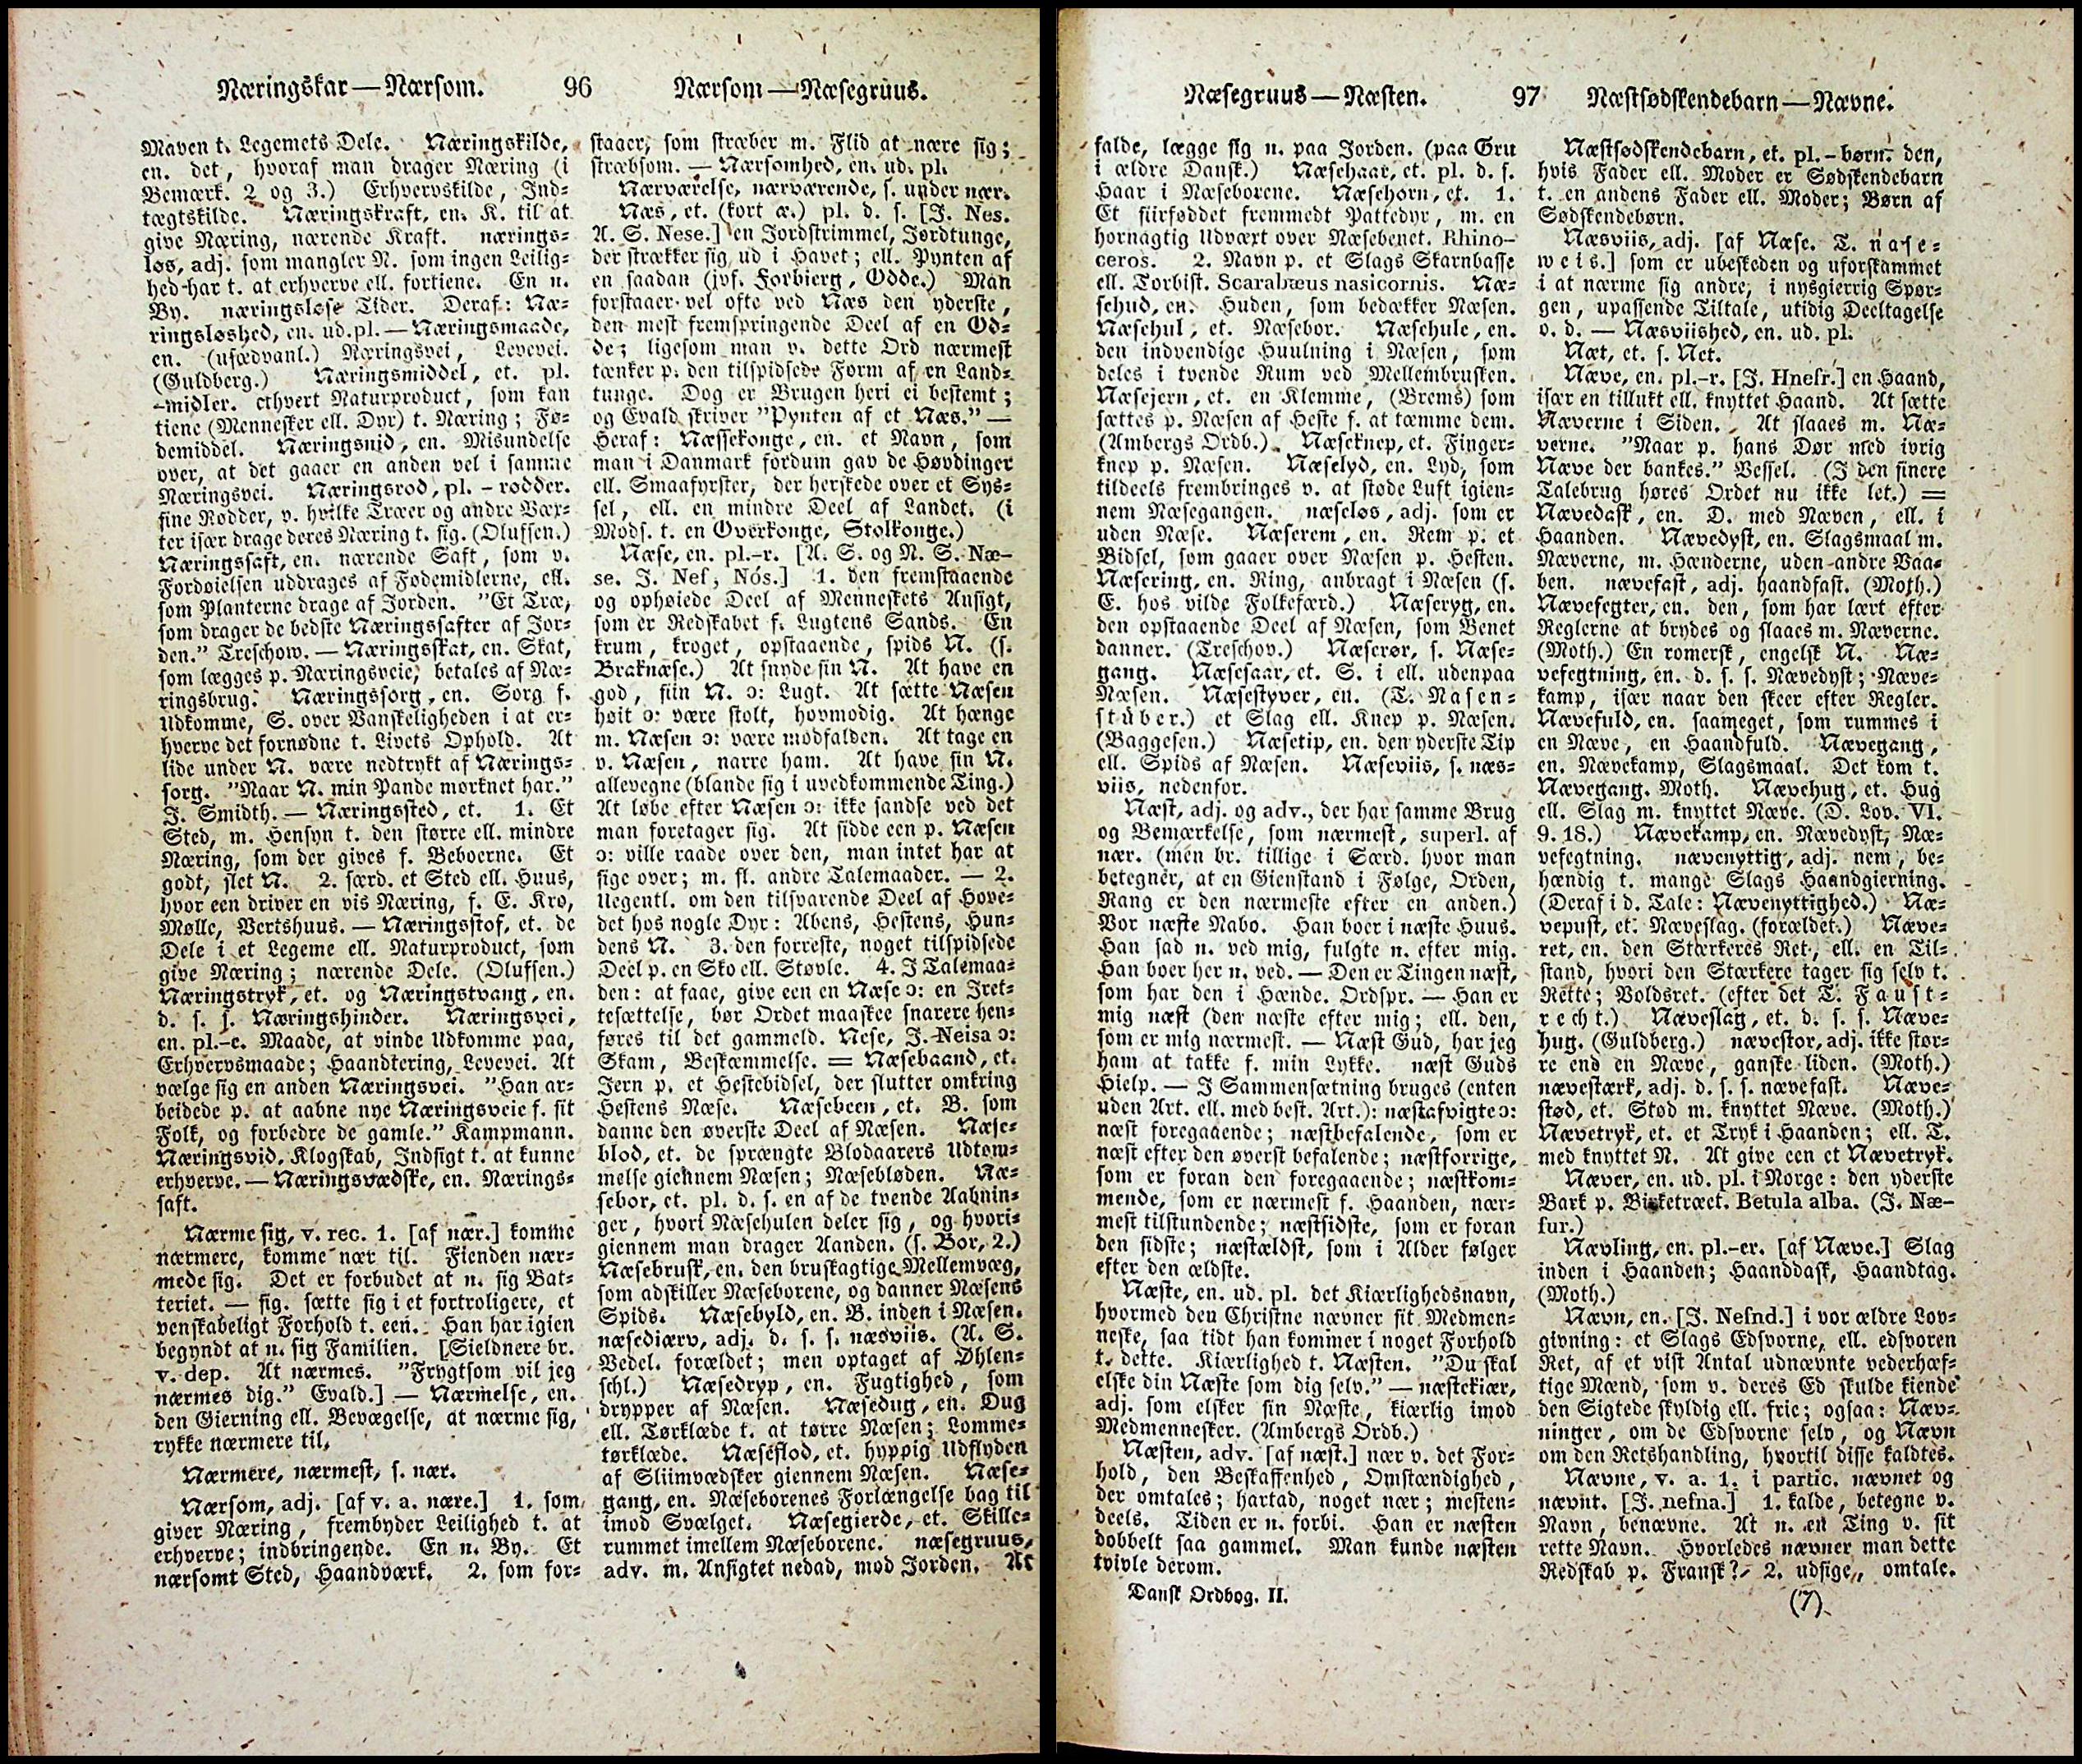 Næringskar — Nærsom. 96 Nærsom — Næsegruus.
Maven t. Legemets Dele. Næringskilde,
en. det, hvoraf man drager Næring (i
Bemærk. 2 og 3.) Erhvervskilde, Ind-
tægtskilde. Næringskraft, en. K. til at
give Næring, nærende Kraft. nærings-
løs, adj. som mangler N. som ingen Leilig-
hed har t. at erhverve ell. fortiene. En n.
By. næringsløse Tider. Deraf: Næ-
ringsløshed, en. ud. pl. — Næringsmaade,
en. (usædvanl.) Næringsvei, Levevei.
(Guldberg.) Næringsmiddel, et. pl.
-midler. ethvert Naturproduct, som kan
tiene (Mennesker ell. Dyr) t. Næring; Fø-
demiddel. Næringsnid, en. Misundelse
over, at det gaaer en anden vel i samme
Næringsvei. Næringsrod, pl. - rødder.
fine Rødder, v. hvilke Træer og andre Væx-
ter især drage deres Næring t. sig. (Olufsen.)
Næringssaft, en. nærende Saft, som v.
Fordøielsen uddrages af Fødemidlerne, ell.
som Planterne drage af Jorden. "Et Træ,
som drager de bedste Næringssafter af Jor-
den." Treschow. — Næringsskat, en. Skat,
som lægges p. Næringsveie, betales af Næ-
ringsbrug. Næringssorg, en. Sorg f.
Udkomme, S. over Vanskeligheden i at er-
hverve det fornødne t. Livets Ophold. At
lide under N. være nedtrykt af Nærings-
sorg. "Naar N. min Pande mørknet har."
J. Smidth. — Næringssted, et. 1. Et
Sted, m. Hensyn t. den større ell. mindre
Næring, som der gives f. Beboerne. Et
godt, slet N. 2. særd. et Sted ell. Huus,
hvor een driver en vis Næring, f. E. Kro,
Mølle, Vertshuus. — Næringsstof, et. de
Dele i et Legeme ell. Naturproduct, som
give Næring; nærende Dele. (Olufsen.)
Næringstryk, et. og Næringstvang, en.
d. s. s. Næringshinder. Næringsvei,
en. pl.-e. Maade, at vinde Udkomme paa,
Erhvervsmaade; Haandtering, Levevei. At
vælge sig en anden Næringsvei. "Han ar-
beidede p. at aabne nye Næringsveie f. sit
Folk, og forbedre de gamle." Kampmann.
Næringsvid, Klogskab, Indsigt t. at kunne
erhverve. — Næringsvædske, en. Nærings-
saft.
Nærme sig, v. rec. 1. [af nær.] komme
nærmere, komme nær til. Fienden nær-
mede sig. Det er forbudet at n. sig Bat-
teriet. — fig. sætte sig i et fortroligere, et
venskabeligt Forhold t. een. Han har igien
begyndt at n. sig Familien. [Sieldnere br.
v. dep. At nærmes. "Frygtsom vil jeg
nærmes dig." Evald.] — Nærmelse, en.
den Gierning ell. Bevægelse, at nærme sig,
rykke nærmere til.
Nærmere, nærmest, s. nær.
Nærsom, adj. [af v. a. nære.] 1. som
giver Næring, frembyder Leilighed t. at
erhverve; indbringende. En n. By. Et
nærsomt Sted, Haandværk. 2. som for-
staaer, som stræber m. Flid at nære sig;
stræbsom. — Nærsomhed, en. ud. pl.
Nærværelse, nærværende, s. under nær.
Næs, et. (kort æ.) pl. d. s. [J. Nes.
A. S. Nese.] en Jordstrimmel, Jordtunge,
der strækker sig ud i Havet; ell. Pynten af
en saadan (jvf. Forbierg, Odde.) Man
forstaaer vel ofte ved Næs den yderste,
den mest fremspringende Deel af en Od-
de; ligesom man v. dette Ord nærmest
tænker p. den tilspidsede Form af en Land-
tunge. Dog er Brugen heri ei bestemt;
og Evald skriver "Pynten af et Næs." —
Heraf: Næssekonge, en. et Navn, som
man i Danmark fordum gav de Høvdinger
ell. Smaafyrster, der herskede over et Sys-
sel, ell. en mindre Deel af Landet. (i
Mods. t. en Overkonge, Stolkonge.)
Næse, en. pl.-r. [A. S. og N. S. Næ-
se. J. Nef, Nós.] 1. den fremstaaende
og ophøiede Deel af Menneskets Ansigt,
som er Redskabet f. Lugtens Sands. En
krum, kroget, opstaaende, spids N. (s.
Braknæse.) At snyde sin N. At have en
god, fiin N. ɔ: Lugt. At sætte Næsen
høit ɔ: være stolt, hovmodig. At hænge
m. Næsen ɔ: være modfalden. At tage en
v. Næsen, narre ham. At have sin N.
allevegne (blande sig i uvedkommende Ting.)
At løbe efter Næsen ɔ: ikke sandse ved det
man foretager sig. At sidde een p. Næsen
ɔ: ville raade over den, man intet har at
sige over; m. fl. andre Talemaader. — 2.
Uegentl. om den tilsvarende Deel af Hove-
det hos nogle Dyr: Abens, Hestens, Hun-
dens N. 3. den forreste, noget tilspidsede
Deel p. en Sko ell. Støvle. 4. J Talemaa-
den: at faae, give een en Næse ɔ: en Iret-
tesættelse, bør Ordet maaskee snarere hen-
føres til det gammeld. Nese, J. Neisa ɔ:
Skam, Beskæmmelse. = Næsebaand, et.
Jern p. et Hestebidsel, der slutter omkring
Hestens Næse. Næsebeen, et. B. som
danne den øverste Deel af Næsen. Næse-
blod, et. de sprængte Blodaarers Udtøm-
melse giennem Næsen; Næsebløden. Næ-
sebor, et. pl. d. s. en af de tvende Aabnin-
ger, hvori Næsehulen deler sig, og hvori-
giennem man drager Aanden. (s. Bor, 2.)
Næsebrusk, en. den bruskagtige Mellemvæg,
som adskiller Næseborene, og danner Næsens
Spids. Næsebyld, en. B. inden i Næsen.
næsediærv, adj. d. s. s. næsviis. (A. S.
Vedel. forældet; men optaget af Øhlen-
schl.) Næsedryp, en. Fugtighed, som
drypper af Næsen. Næsedug, en. Dug
ell. Tørklæde t. at tørre Næsen; Lomme-
tørklæde. Næseflod, et. hyppig Udflyden
af Sliimvædsker giennem Næsen. Næse-
gang, en. Næseborenes Forlængelse bag til
imod Svælget. Næsegierde, et. Skille-
rummet imellem Næseborene. næsegruus,
adv. m. Ansigtet nedad, mod Jorden. At
Næsegruus — Næsten. 97 Næstsødskendebarn — Nævne.
falde, lægge sig n. paa Jorden. (paa Gru
i ældre Dansk.) Næsehaar, et. pl. d. s.
Haar i Næseborene. Næsehorn, et. 1.
Et fiirføddet fremmedt Pattedyr, m. en
hornagtig Udvæxt over Næsebenet. Rhino-
ceros. 2. Navn p. et Slags Skarnbasse
ell. Torbist. Scarabæus nasicornis. Næ-
sehud, en. Huden, som bedækker Næsen.
Næsehul, et. Næsebor. Næsehule, en.
den indvendige Huulning i Næsen, som
deles i tvende Rum ved Mellembrusken.
Næsejern, et. en Klemme, (Brems) som
sættes p. Næsen af Heste f. at tæmme dem.
(Ambergs Ordb.) Næseknep, et. Finger-
knep p. Næsen. Næselyd, en. Lyd, som
tildeels frembringes v. at støde Luft igien-
nem Næsegangen. næseløs, adj. som er
uden Næse. Næserem, en. Rem p. et
Bidsel, som gaaer over Næsen p. Hesten.
Næsering, en. Ring, anbragt i Næsen (f.
E. hos vilde Folkefærd.) Næseryg, en.
den opstaaende Deel af Næsen, som Benet
danner. (Treschov.) Næserør, s. Næse-
gang. Næsesaar, et. S. i ell. udenpaa
Næsen. Næsestyver, en. (T. Nasen-
stüber.) et Slag ell. Knep p. Næsen.
(Baggesen.) Næsetip, en. den yderste Tip
ell. Spids af Næsen. Næseviis, s. næs-
viis, nedenfor.
Næst, adj. og adv., der har samme Brug
og Bemærkelse, som nærmest, superl. af
nær. (men br. tillige i Særd. hvor man
betegner, at en Gienstand i Følge, Orden,
Rang er den nærmeste efter en anden.)
Vor næste Nabo. Han boer i næste Huus.
Han sad n. ved mig, fulgte n. efter mig.
Han boer her n. ved. — Den er Tingen næst,
som har den i Hænde. Ordspr. — Han er
mig næst (den næste efter mig; ell. den,
som er mig nærmest. — Næst Gud, har jeg
ham at takke f. min Lykke. næst Guds
Hielp. — J Sammensætning bruges (enten
uden Art. ell. med best. Art.): næstafvigte ɔ:
næst foregaaende; næstbefalende, som er
næst efter den øverst befalende; næstforrige,
som er foran den foregaaende; næstkom-
mende, som er nærmest f. Haanden, nær-
mest tilstundende; næstsidste, som er foran
den sidste; næstældst, som i Alder følger
efter den ældste.
Næste, en. ud. pl. det Kiærlighedsnavn,
hvormed den Christne nævner sit Medmen-
neske, saa tidt han kommer i noget Forhold
t. dette. Kiærlighed t. Næsten. "Du skal
elske din Næste som dig selv." — næstekiær,
adj. som elsker sin Næste, kiærlig imod
Medmennesker. (Ambergs Ordb.)
Næsten, adv. [af næst.] nær v. det For-
hold, den Beskaffenhed, Omstændighed,
der omtales; hartad, noget nær; mesten-
deels. Tiden er n. forbi. Han er næsten
dobbelt saa gammel. Man kunde næsten
tvivle derom.
Dansk Ordbog. II.
Næstsødskendebarn, et. pl. - børn. den,
hvis Fader ell. Moder er Sødskendebarn
t. en andens Fader ell. Moder; Børn af
Sødskendebørn.
Næsviis, adj. [af Næse. T. nase-
weis.] som er ubeskeden og uforskammet
i at nærme sig andre, i nysgierrig Spør-
gen, upassende Tiltale, utidig Deeltagelse
o. d. — Næsviished, en. ud. pl.
Næt, et. s. Net.
Næve, en. pl.-r. [J. Hnefr.] en Haand,
især en tillukt ell. knyttet Haand. At sætte
Næverne i Siden. At slaaes m. Næ-
verne. "Naar p. hans Dør med ivrig
Næve der bankes." Vessel. (J den finere
Talebrug høres Ordet nu ikke let.) =
Nævedask, en. D. med Næven, ell. i
Haanden. Nævedyst, en. Slagsmaal m.
Næverne, m. Hænderne, uden andre Vaa-
ben. nævefast, adj. haandfast. (Moth.)
Nævefegter, en. den, som har lært efter
Reglerne at brydes og slaaes m. Næverne.
(Moth.) En romersk, engelsk N. Næ-
vefegtning, en. d. s. s. Nævedyst; Næve-
kamp, især naar den skeer efter Regler.
Nævefuld, en. saameget, som rummes i
en Næve, en Haandfuld. Nævegang,
en. Nævekamp, Slagsmaal. Det kom t.
Nævegang. Moth. Nævehug, et. Hug
ell. Slag m. knyttet Næve. (D. Lov. VI.
9. 18.) Nævekamp, en. Nævedyst, Næ-
vefegtning. nævenyttig, adj. nem, be-
hændig t. mange Slags Haandgierning.
(Deraf i d. Tale: Nævenyttighed.) Næ-
vepust, et. Næveslag. (forældet.) Næve-
ret, en. den Stærkeres Ret, ell. en Til-
stand, hvori den Stærkere tager sig selv t.
Rette; Voldsret. (efter det T. Faust-
recht.) Næveslag, et. d. s. s. Næve-
hug. (Guldberg.) nævestor, adj. ikke stør-
re end en Næve, ganske liden. (Moth.)
nævestærk, adj. d. s. s. nævefast. Næve-
stød, et. Stød m. knyttet Næve. (Moth.)
Nævetryk, et. et Tryk i Haanden; ell. T.
med knyttet N. At give een et Nævetryk.
Næver, en. ud. pl. i Norge: den yderste
Bark p. Birketræet. Betula alba. (J. Næ-
fur.)
Nævling, en. pl.-er. [af Næve.] Slag
inden i Haanden; Haanddask, Haandtag.
(Moth.)
Nævn, en. [J. Nefnd.] i vor ældre Lov-
givning: et Slags Edsvorne, ell. edsvoren
Ret, af et vist Antal udnævnte vederhæf-
tige Mænd, som v. deres Ed skulde kiende
den Sigtede skyldig ell. frie; ogsaa: Næv-
ninger, om de Edsvorne selv, og Nævn
om den Retshandling, hvortil disse kaldtes.
Nævne, v. a. 1. i partic. nævnet og
nævnt. [J. nefna.] 1. kalde, betegne v.
Navn, benævne. At n. en Ting v. sit
rette Navn. Hvorledes nævner man dette
Redskab p. Fransk? 2. udsige, omtale.
(7)